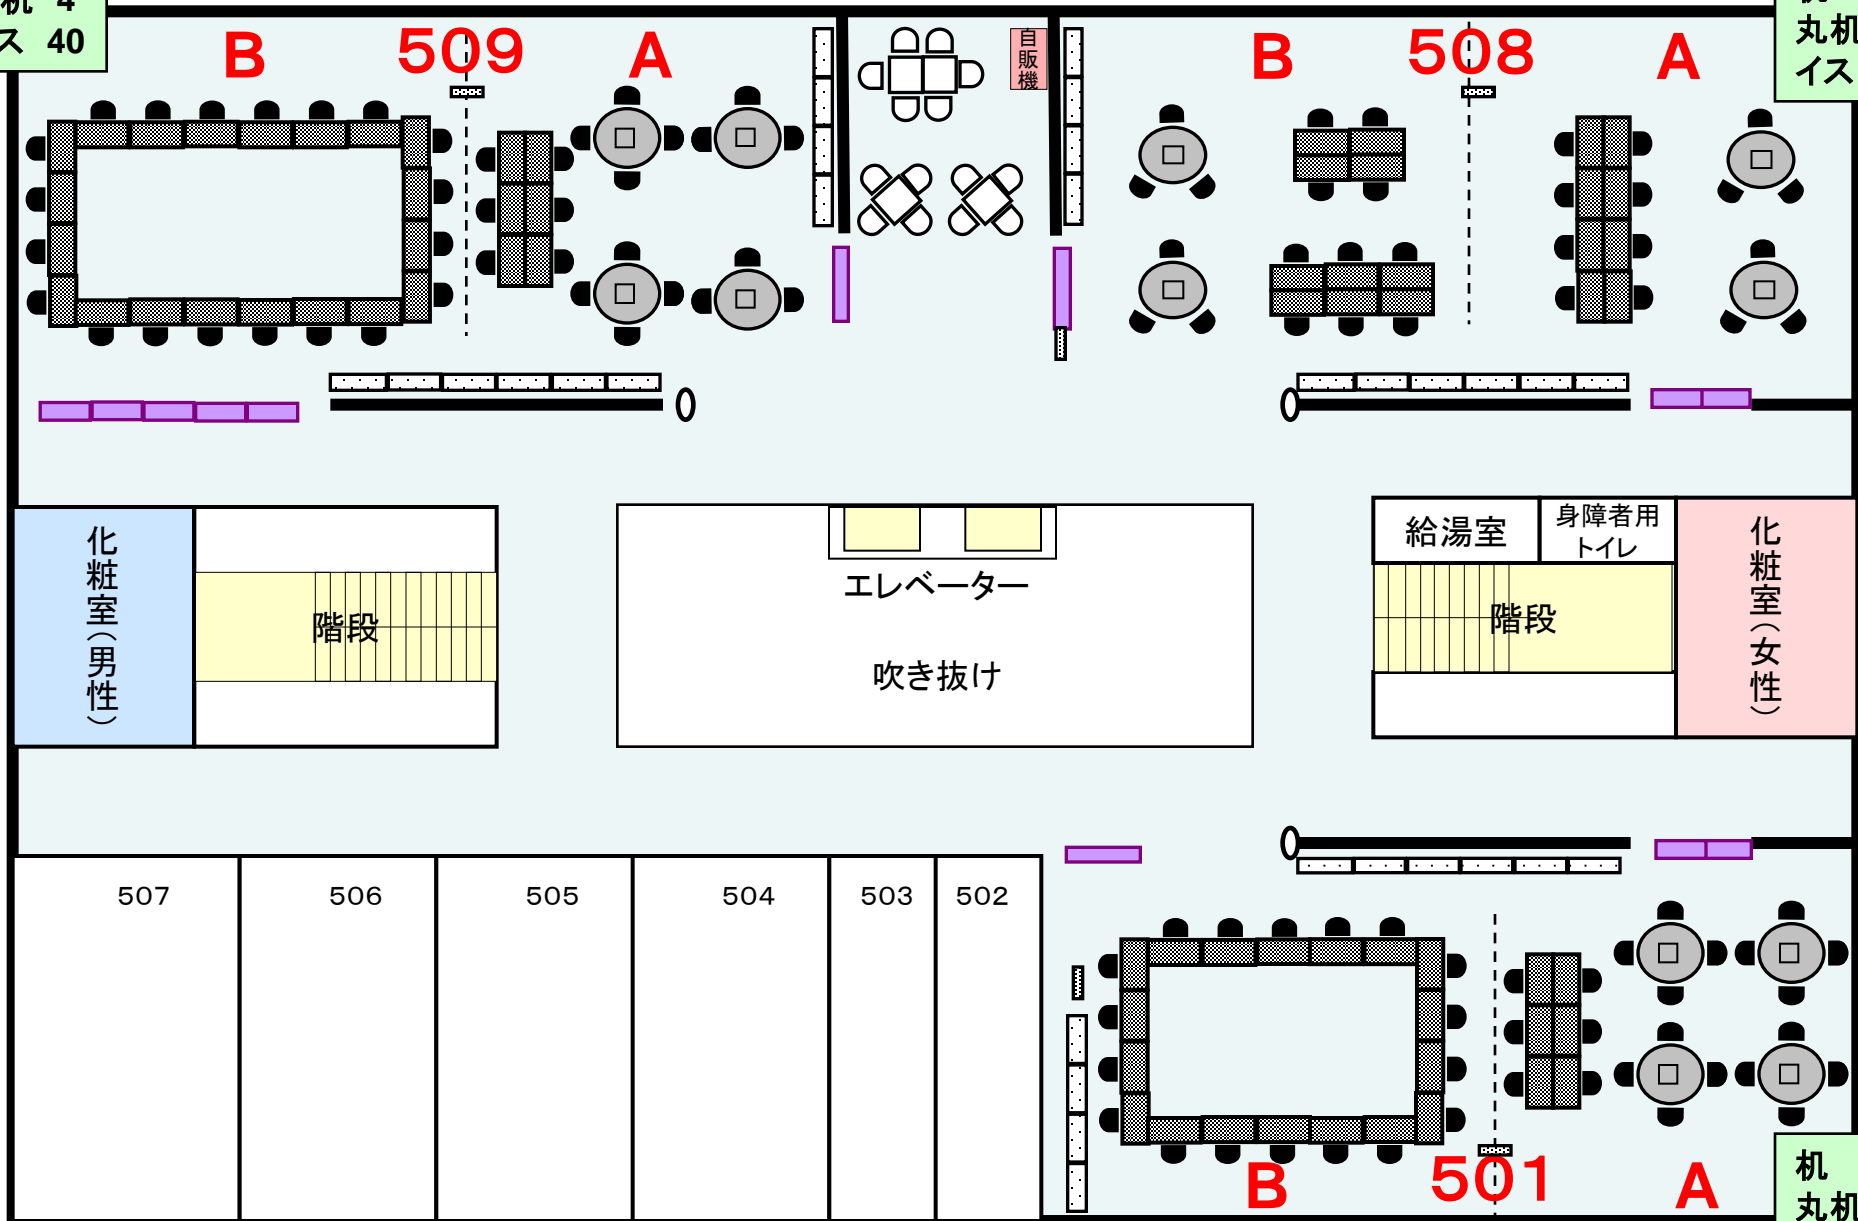 机 4
ス 40
B
509
A
自販機
B
508
A
丸机
イス
化粧室(男性)
階段
エレベーター
吹き抜け
給湯室
身障者用
トイレ
階段
化粧室(女性)
507
506
505
504
503
502
B
501
A
机
丸机